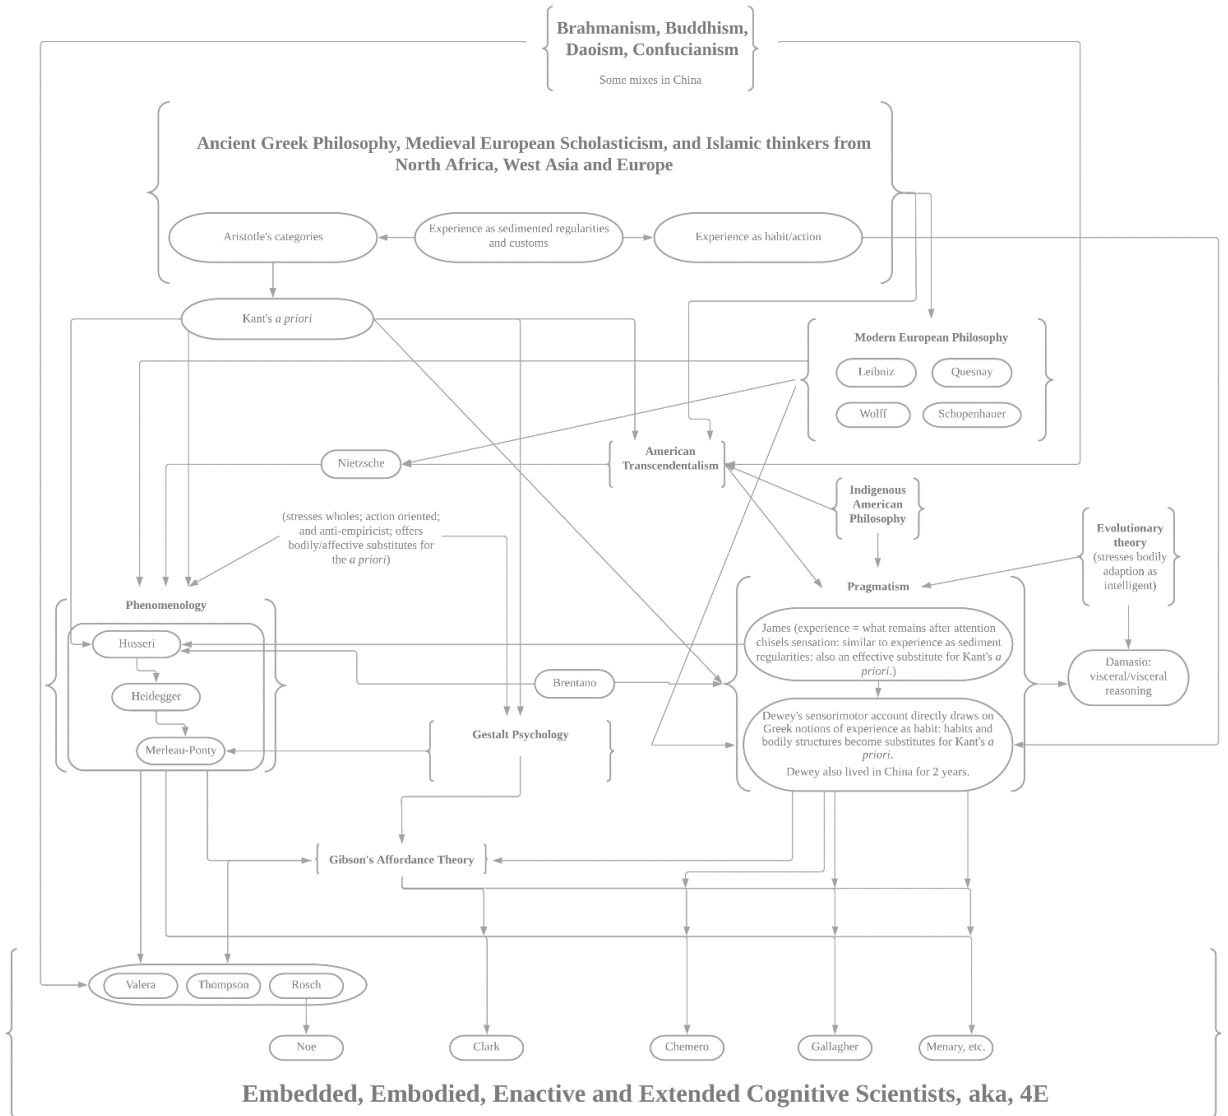 Brahmanism, Buddhism,
Daoism, Confucianism
Some mixes in China
Ancient Greek Philosophy, Medieval European Scholasticism, and Islamic thinkers from
North Africa, West Asia and Europe
Aristotle's categories
Experience as sedimented regularities
and customs
Experience as habit/action
Kant's a priori
Modern European Philosophy
Leibniz
Quesnay
Wolff
Schopenhauer
American
Transcendentalism
Nietzsche
Indigenous
American
Philosophy
(stresses wholes; action oriented;
and anti-empiricist; offers
bodily/affective substitutes for
the a priori)
Evolutionary
theory
(stresses bodily
adaption as
intelligent)
Phenomenology
Pragmatism
Husseri
James (experience = what remains after attention
chisels sensation: similar to experience as sediment
regularities: also an effective substitute for Kant's a
priori.)
Damasio:
visceral/visceral
reasoning
Heidegger
Brentano
Merleau-Ponty
Gestalt Psychology
Dewey's sensorimotor account directly draws on
Greek notions of experience as habit: habits and
bodily structures become substitutes for Kant's a
priori.
Dewey also lived in China for 2 years.
Gibson's Affordance Theory
Valera
Thompson
Rosch
Noe
Clark
Chemero
Gallagher
Menary, etc.
Embedded, Embodied, Enactive and Extended Cognitive Scientists, aka, 4E